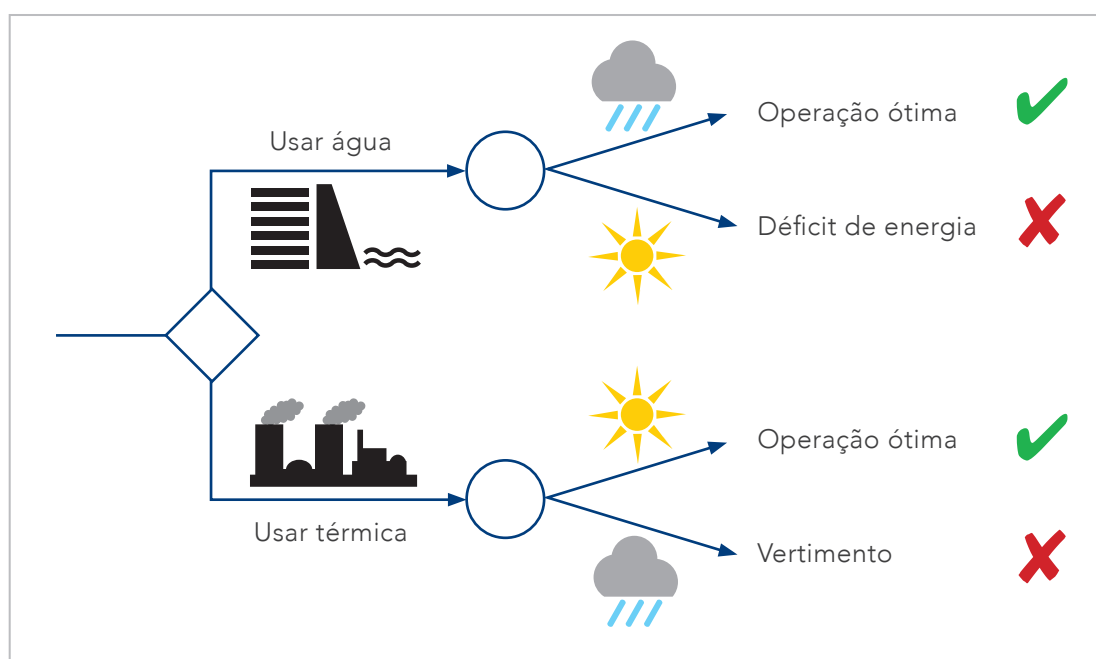 Usar água
Operação ótima
Déficit de energia
Usar térmica
Operação ótima
Vertimento